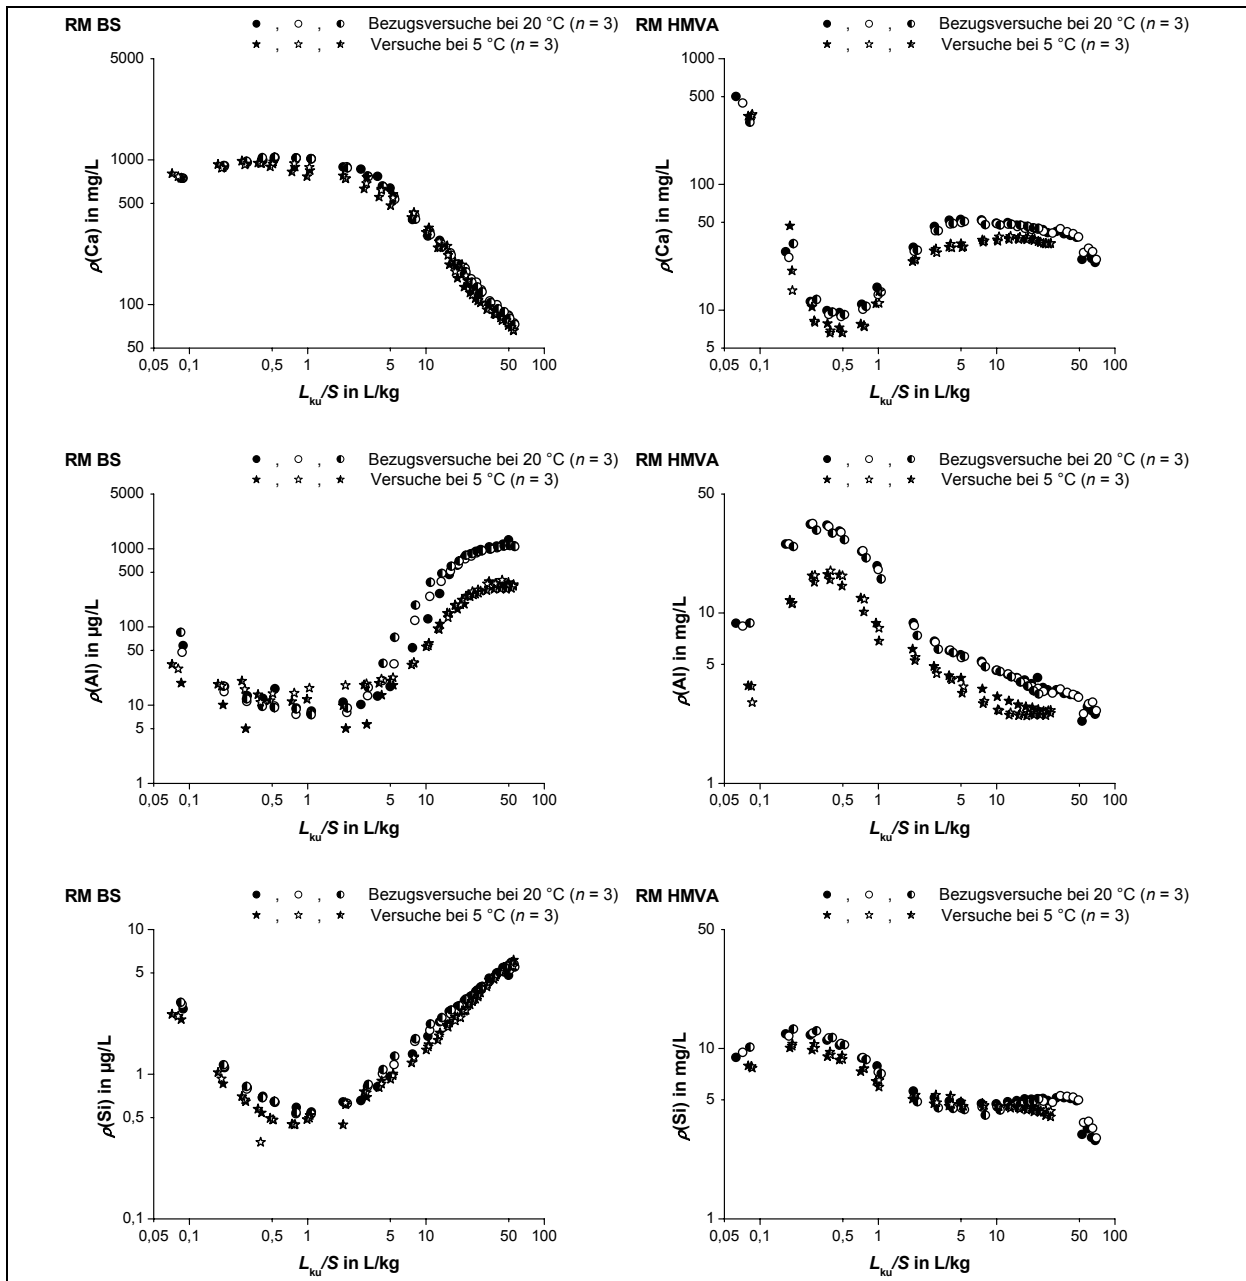 RM BS
, , Bezugsversuche bei 20 °C (n = 3)
, , Versuche bei 5 °C (n = 3)
5000
1000
500
100
50
ρ(Ca) in mg/L
0,05 0,1 0,5 1 5 10 50 100
Lku/S in L/kg
RM HMVA
, , Bezugsversuche bei 20 °C (n = 3)
, , Versuche bei 5 °C (n = 3)
1000
500
100
50
10
5
ρ(Ca) in mg/L
0,05 0,1 0,5 1 5 10 50 100
Lku/S in L/kg
RM BS
, , Bezugsversuche bei 20 °C (n = 3)
, , Versuche bei 5 °C (n = 3)
5000
1000
500
100
50
10
5
1
ρ(Al) in µg/L
0,05 0,1 0,5 1 5 10 50 100
Lku/S in L/kg
RM HMVA
, , Bezugsversuche bei 20 °C (n = 3)
, , Versuche bei 5 °C (n = 3)
50
10
5
1
ρ(Al) in mg/L
0,05 0,1 0,5 1 5 10 50 100
Lku/S in L/kg
RM BS
, , Bezugsversuche bei 20 °C (n = 3)
, , Versuche bei 5 °C (n = 3)
10
5
1
0,5
0,1
ρ(Si) in µg/L
0,05 0,1 0,5 1 5 10 50 100
Lku/S in L/kg
RM HMVA
, , Bezugsversuche bei 20 °C (n = 3)
, , Versuche bei 5 °C (n = 3)
50
10
5
1
ρ(Si) in mg/L
0,05 0,1 0,5 1 5 10 50 100
Lku/S in L/kg